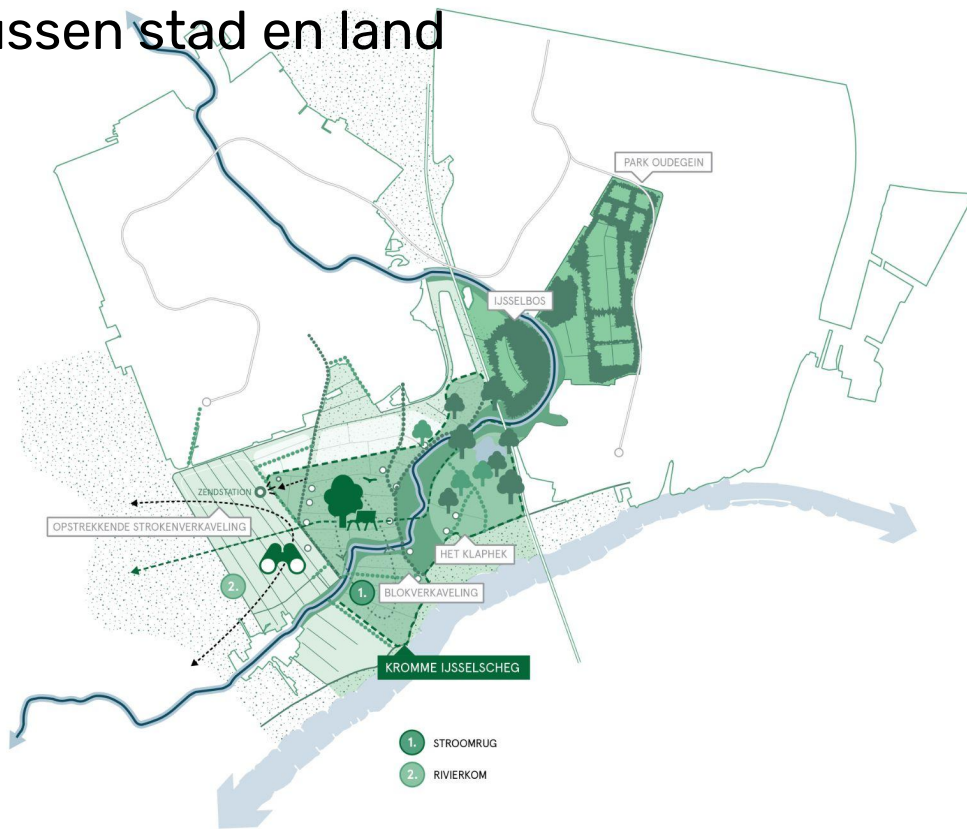 ussen stad en land
PARK OUDEGEIN
IJSSELBOS
ZENDSTATION
OPSTREKKENDE STROKENVERKAVELING
HET KLAPHEK
2.
1.
BLOKVERKAVELING
KROMME IJSSELSCHEG
1. STROOMRUG
2. RIVIERKOM